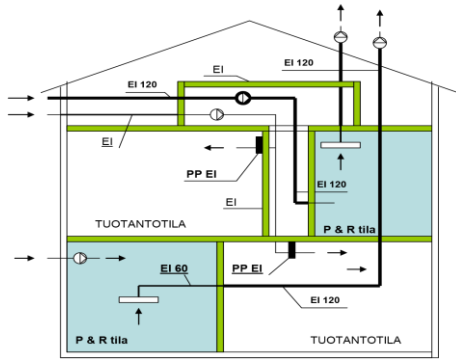 EI 120
EI
EI 120
EI
PP EI
EI 120
EI
TUOTANTOTILA
P & R tila
EI 60
PP EI
EI 120
P & R tila
TUOTANTOTILA